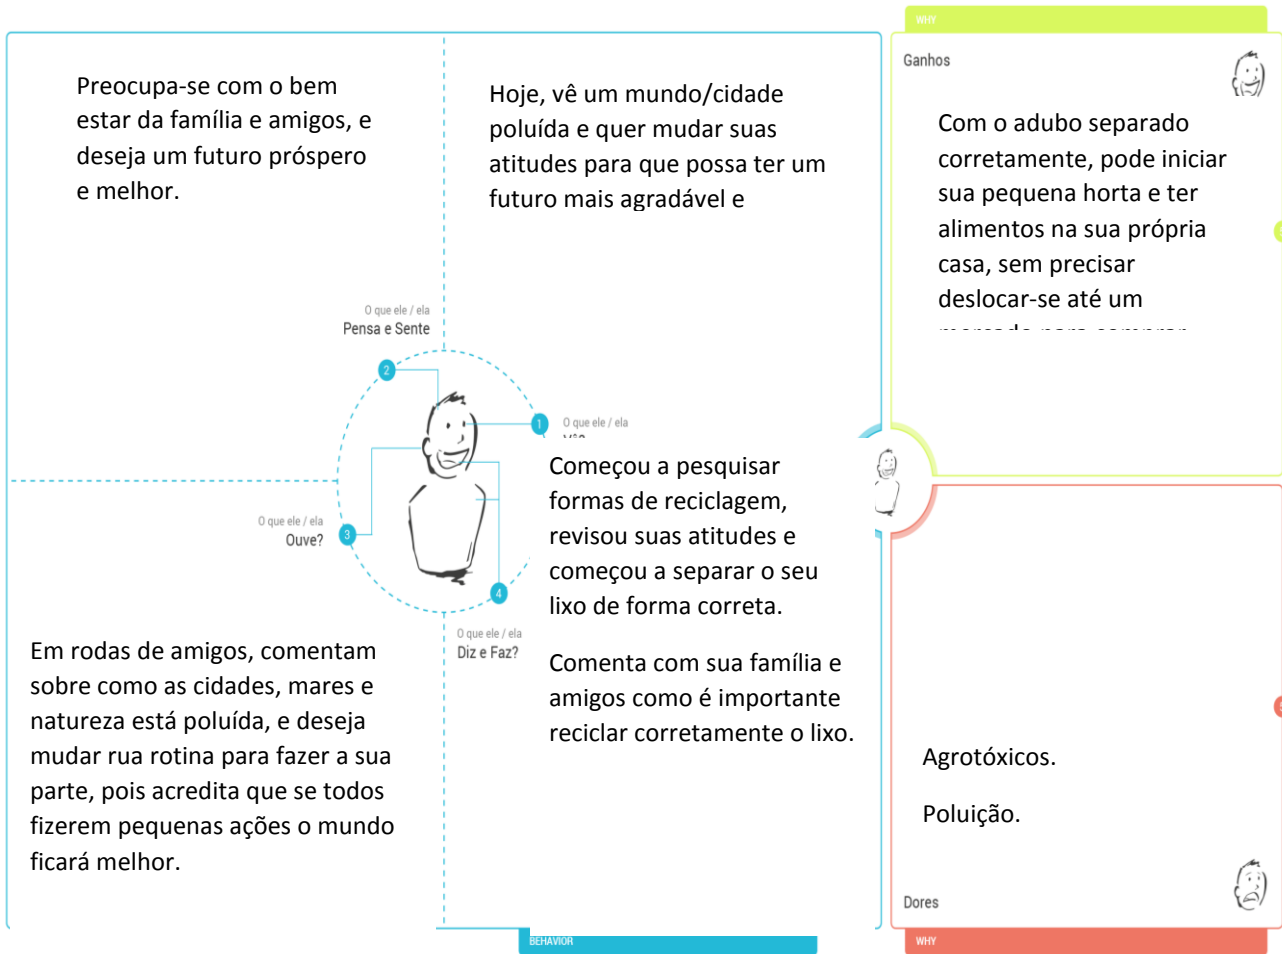 WHY
Preocupa-se com o bem
estar da família e amigos, e
deseja um futuro próspero
e melhor.
Hoje, vê um mundo/cidade
poluída e quer mudar suas
atitudes para que possa ter um
futuro mais agradável e
Ganhos
Com o adubo separado
corretamente, pode iniciar
sua pequena horta e ter
alimentos na sua própria
casa, sem precisar
deslocar-se até um
mercado para comprar
O que ele / ela
Pensa e Sente
2
1
O que ele / ela
O que ele / ela
Ouve?
3
4
O que ele / ela
Diz e Faz?
Começou a pesquisar
formas de reciclagem,
revisou suas atitudes e
começou a separar o seu
lixo de forma correta.
Comenta com sua família e
amigos como é importante
reciclar corretamente o lixo.
Em rodas de amigos, comentam
sobre como as cidades, mares e
natureza está poluída, e deseja
mudar rua rotina para fazer a sua
parte, pois acredita que se todos
fizerem pequenas ações o mundo
ficará melhor.
Agrotóxicos.
Poluição.
Dores
BEHAVIOR
WHY